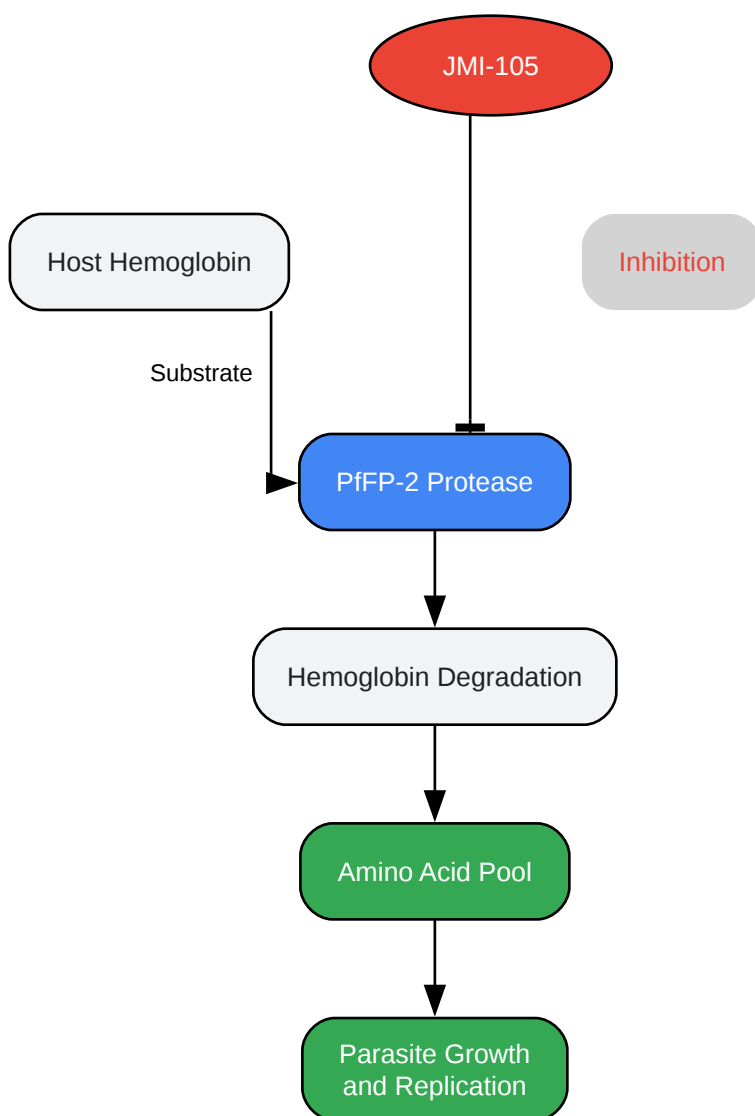 JMI-105
Host Hemoglobin
Inhibition
Substrate
PfFP-2 Protease
Hemoglobin Degradation
Amino Acid Pool
Parasite Growth
and Replication